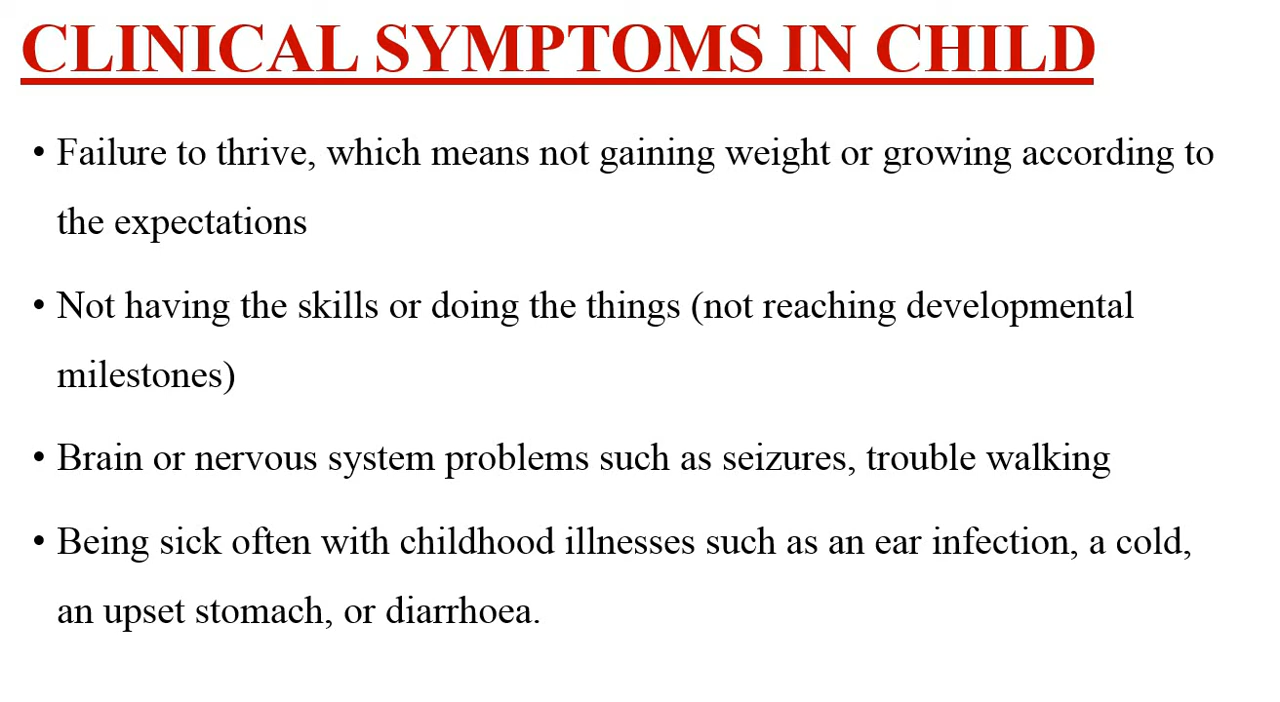 CLINICAL SYMPTOMS IN CHILD
• Failure to thrive, which means not gaining weight or growing according to
the expectations
• Not having the skills or doing the things (not reaching developmental
milestones)
• Brain or nervous system problems such as seizures, trouble walking
• Being sick often with childhood illnesses such as an ear infection, a cold,
an upset stomach, or diarrhoea.